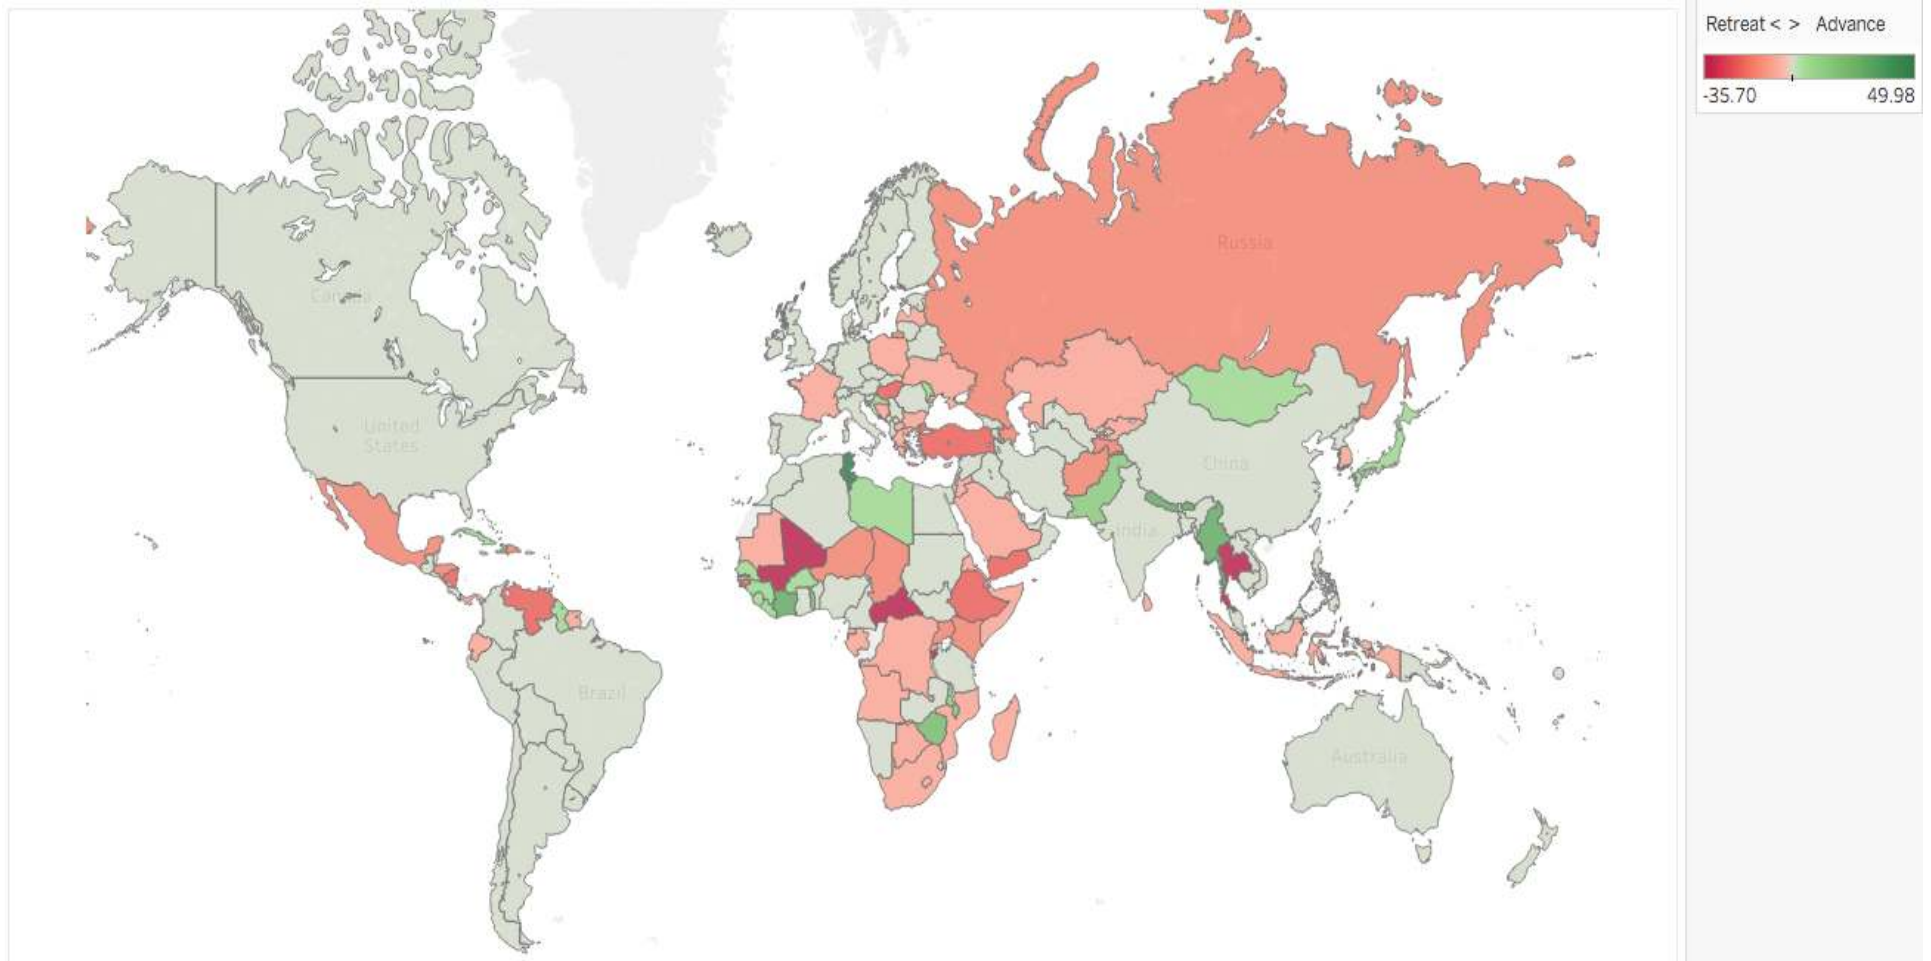 Retreat < > Advance
-35.70 49.98
Russia
Canada
United
States
China
India
Brazil
Australia